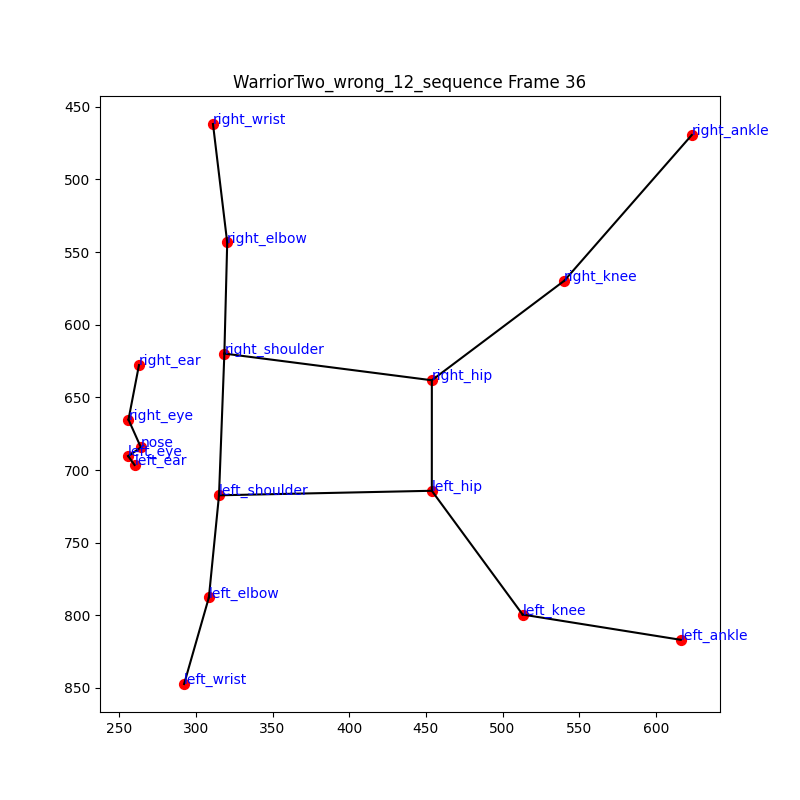 WarriorTwo_wrong_12_sequence Frame 36
450
500
550
600
650
700
750
800
850
right_wrist
right_ankle
right_elbow
right_knee
right_shoulder
right_ear
right_hip
right_eye
nose
left_eye
left_ear
left_hip
left_shoulder
left_elbow
left_knee
left_ankle
left_wrist
250 300 350 400 450 500 550 600